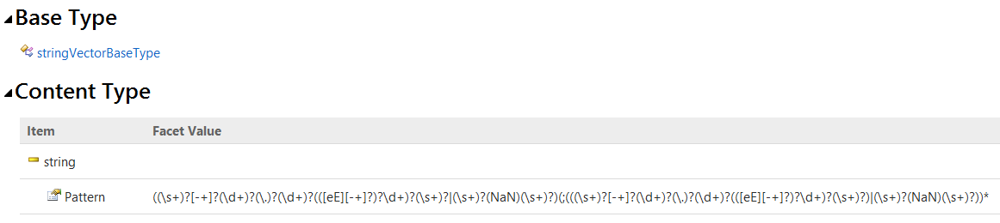 Base Type
stringVectorBaseType
Content Type
Item Facet Value
string
Pattern ((\s+)?[-+]?(\d+)?(\.)?(\d+)?(([eE][-+]?)?\d+)?(\s+)?|(\s+)?(NaN)(\s+)?)(;(((\s+)?[-+]?(\d+)?(\.)?(\d+)?(([eE][-+]?)?\d+)?(\s+)?)|(\s+)?(NaN)(\s+)?))*